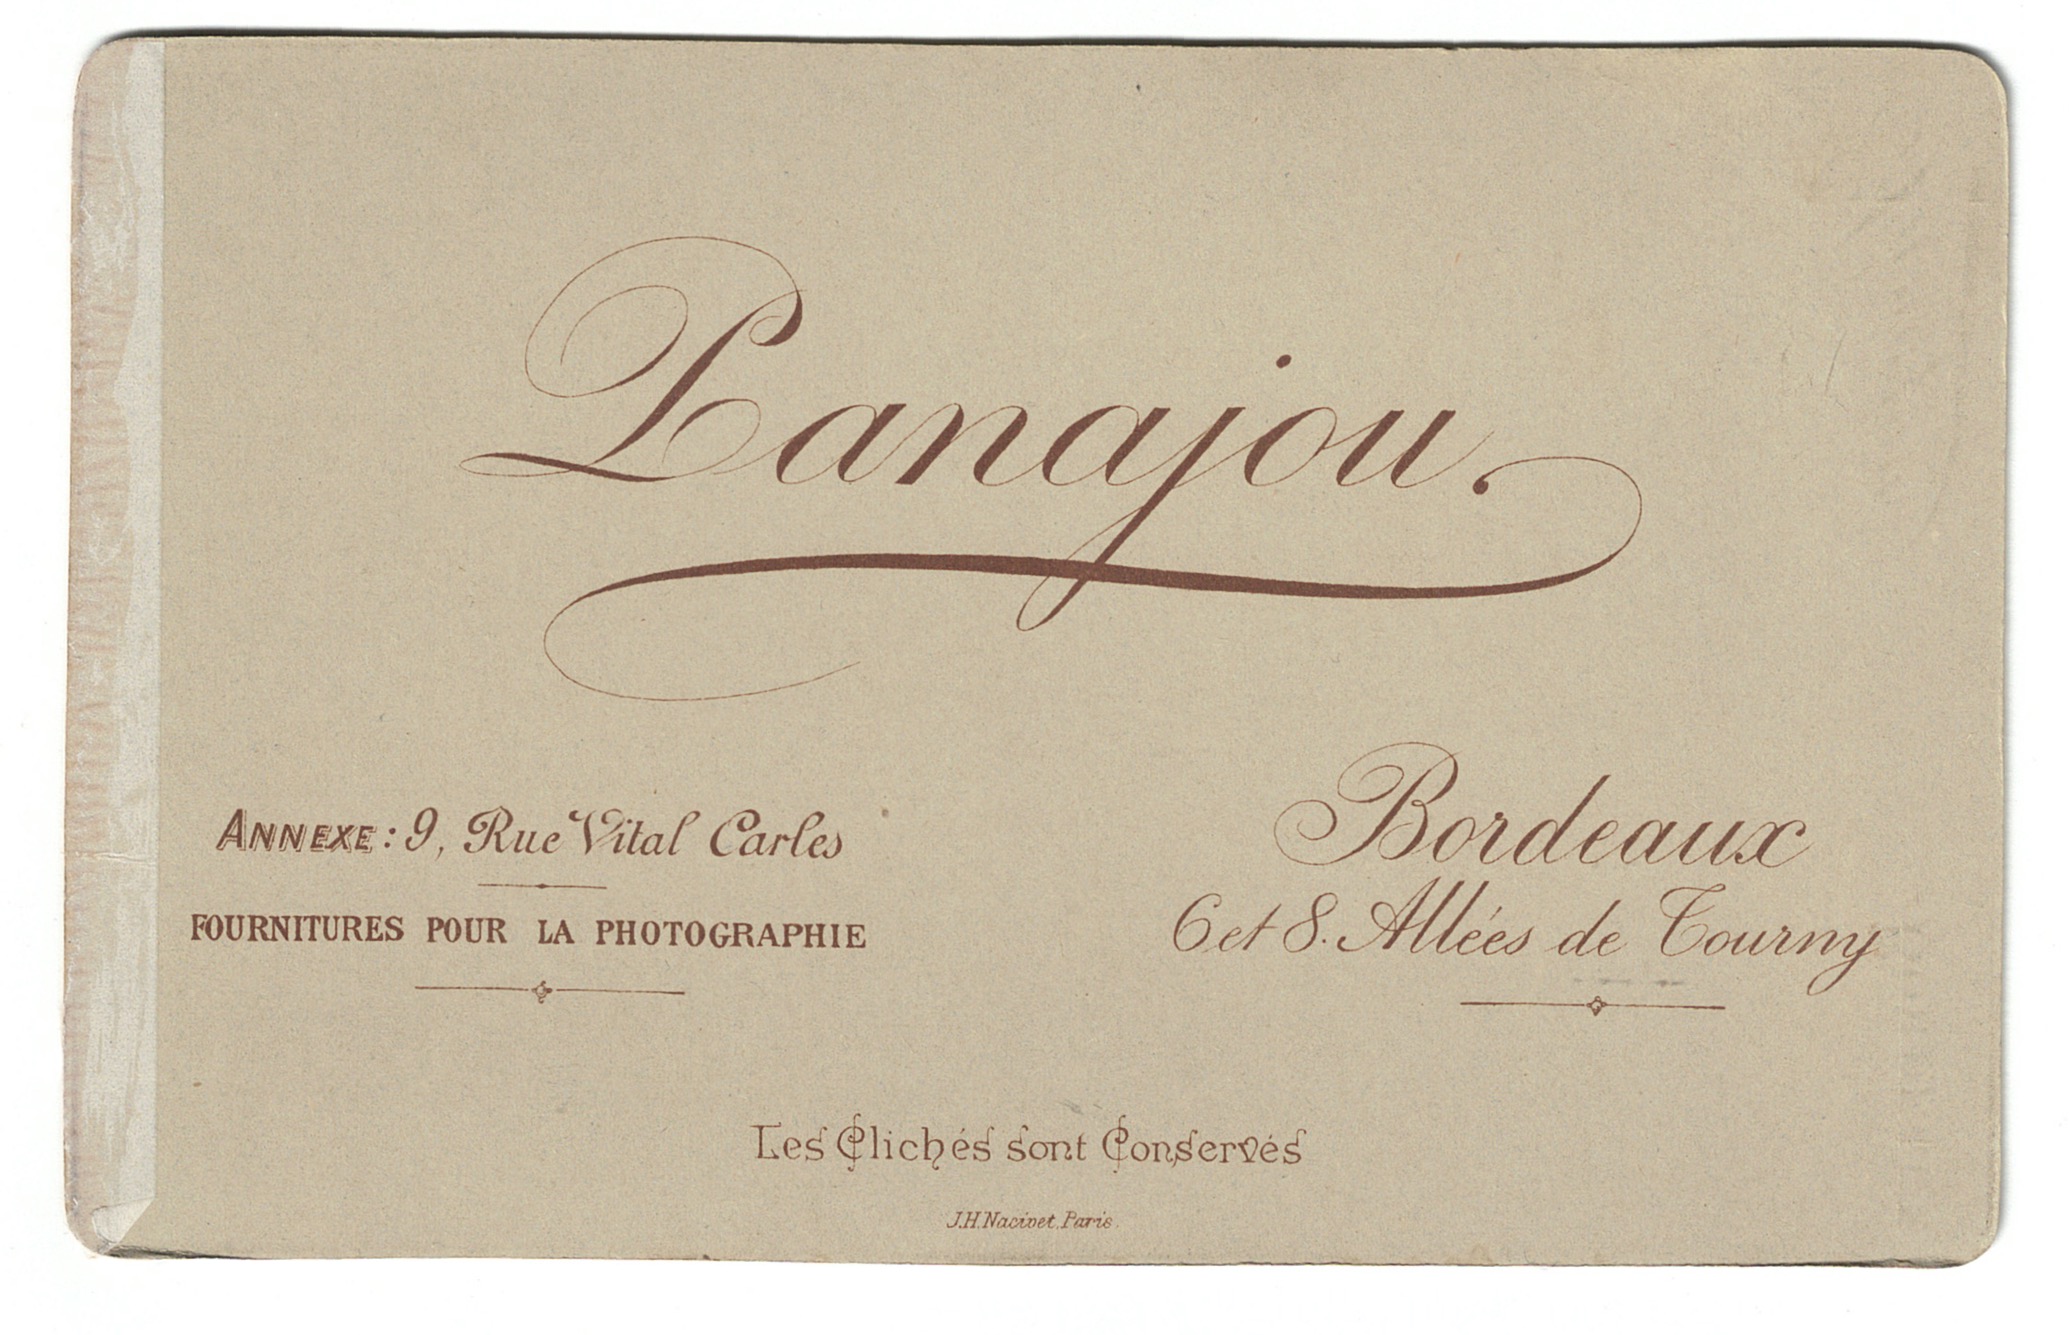 Panajou.
ANNEXE: 9, Rue Vital Carles
FOURNITURES POUR LA PHOTOGRAPHIE
Bordeaux
6 et 8. Allées de Tourny
Les Clichés sont Conservés
J.H. Nacivet, Paris.